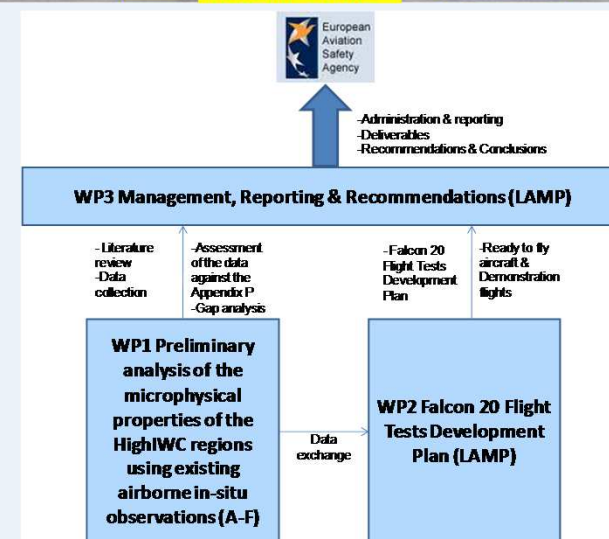 European
Aviation
Safety
Agency
-Administration & reporting
-Deliverables
-Recommendations & Conclusions
WP3 Management, Reporting & Recommendations (LAMP)
-Literature
review
-Data
collection
-Assessment
of the data
against the
Appendix P
-Gap analysis
-Falcon 20
Flight Tests
Development
Plan
-Ready to fly
aircraft &
Demonstration
flights
WP1 Preliminary
analysis of the
microphysical
properties of the
HighIWC regions
using existing
airborne in-situ
observations (A-F)
Data
exchange
WP2 Falcon 20 Flight
Tests Development
Plan (LAMP)